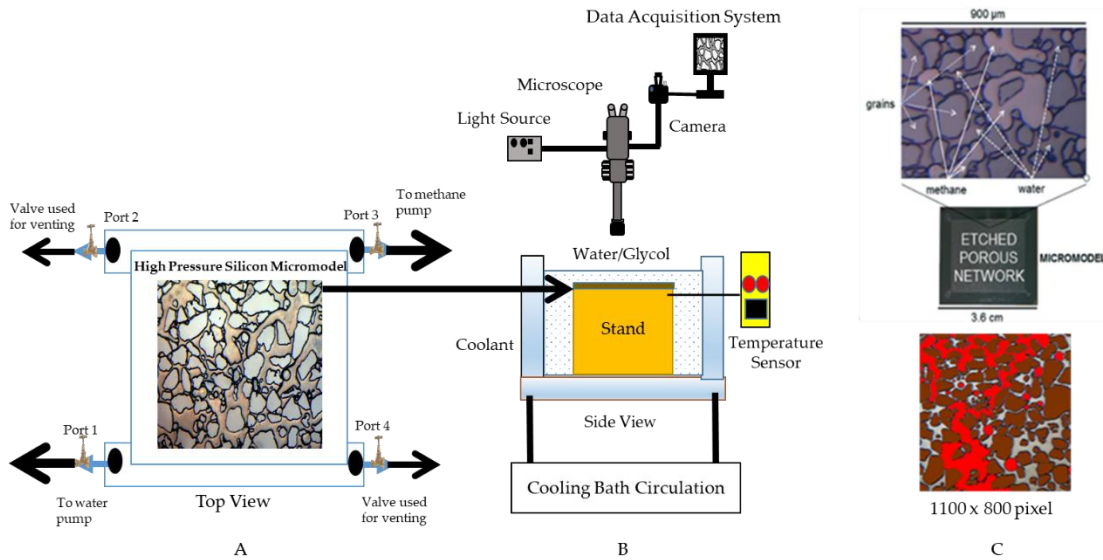 Data Acquisition System
Microscope
Light Source
Camera
Valve used
for venting
Port 2
Port 3
To methane
pump
High Pressure Silicon Micromodel
Port 1
Port 4
To water
pump
Top View
Valve used
for venting
A
Water/Glycol
Stand
Coolant
Temperature
Sensor
Side View
Cooling Bath Circulation
B
900 µm
grains
methane
water
ETCHED
POROUS
NETWORK
MICROMODEL
3.6 cm
1100 x 800 pixel
C